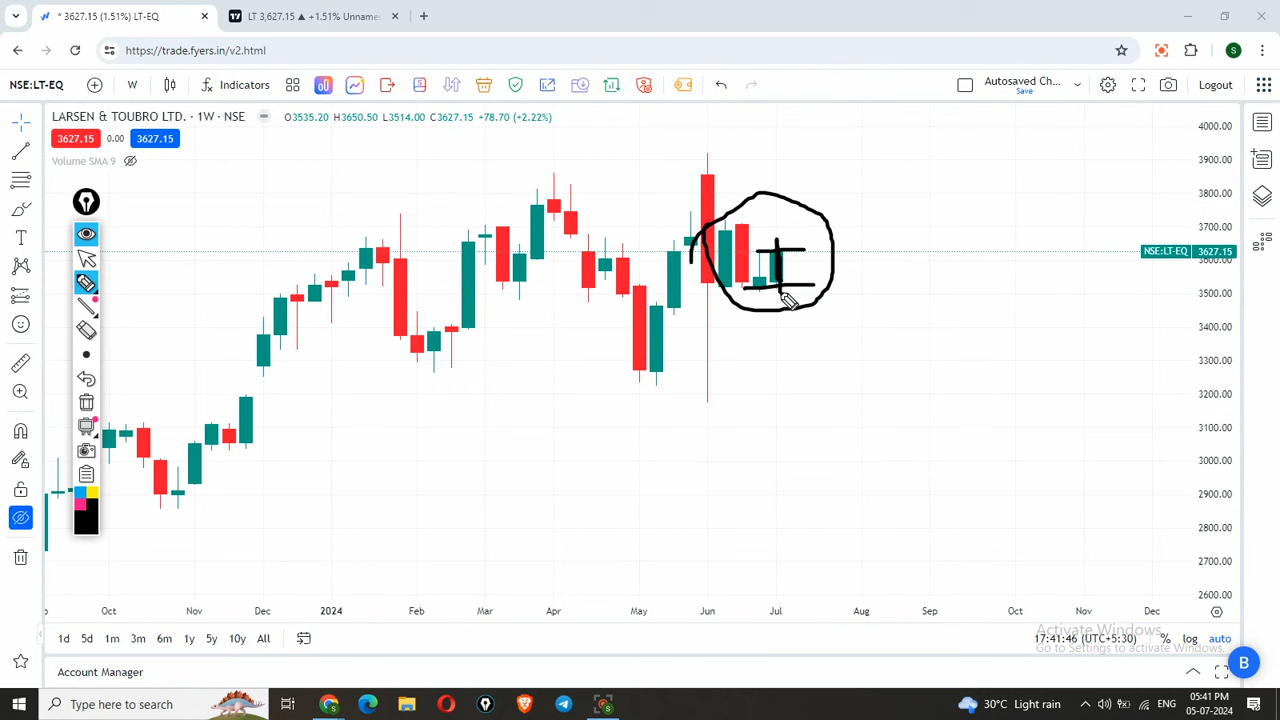 * 3627.15 (1.51%) LT-EQ
LT 3,627.15 ▲ +1.51% Unname
https://trade.fyers.in/v2.html
S
NSE:LT-EQ
W
Indicators
Autosaved Ch...
Save
Logout
LARSEN & TOUBRO LTD. · 1W · NSE
O3535.20 H3650.50 L3514.00 C3627.15 +78.70 (+2.22%)
3627.15 0.00 3627.15
Volume SMA 9
4000.00
3900.00
3800.00
3700.00
NSE:LT-EQ 3627.15
3600.00
3500.00
3400.00
3300.00
3200.00
3100.00
3000.00
2900.00
2800.00
2700.00
2600.00
Oct Nov Dec 2024 Feb Mar Apr May Jun Jul Aug Sep Oct Nov Dec
1d 5d 1m 3m 6m 1y 5y 10y All
17:41:46 (UTC+5:30) % log auto
Activate Windows
Go to Settings to activate Windows.
Account Manager
B
Type here to search
30°C Light rain
ENG
05:41 PM
05-07-2024